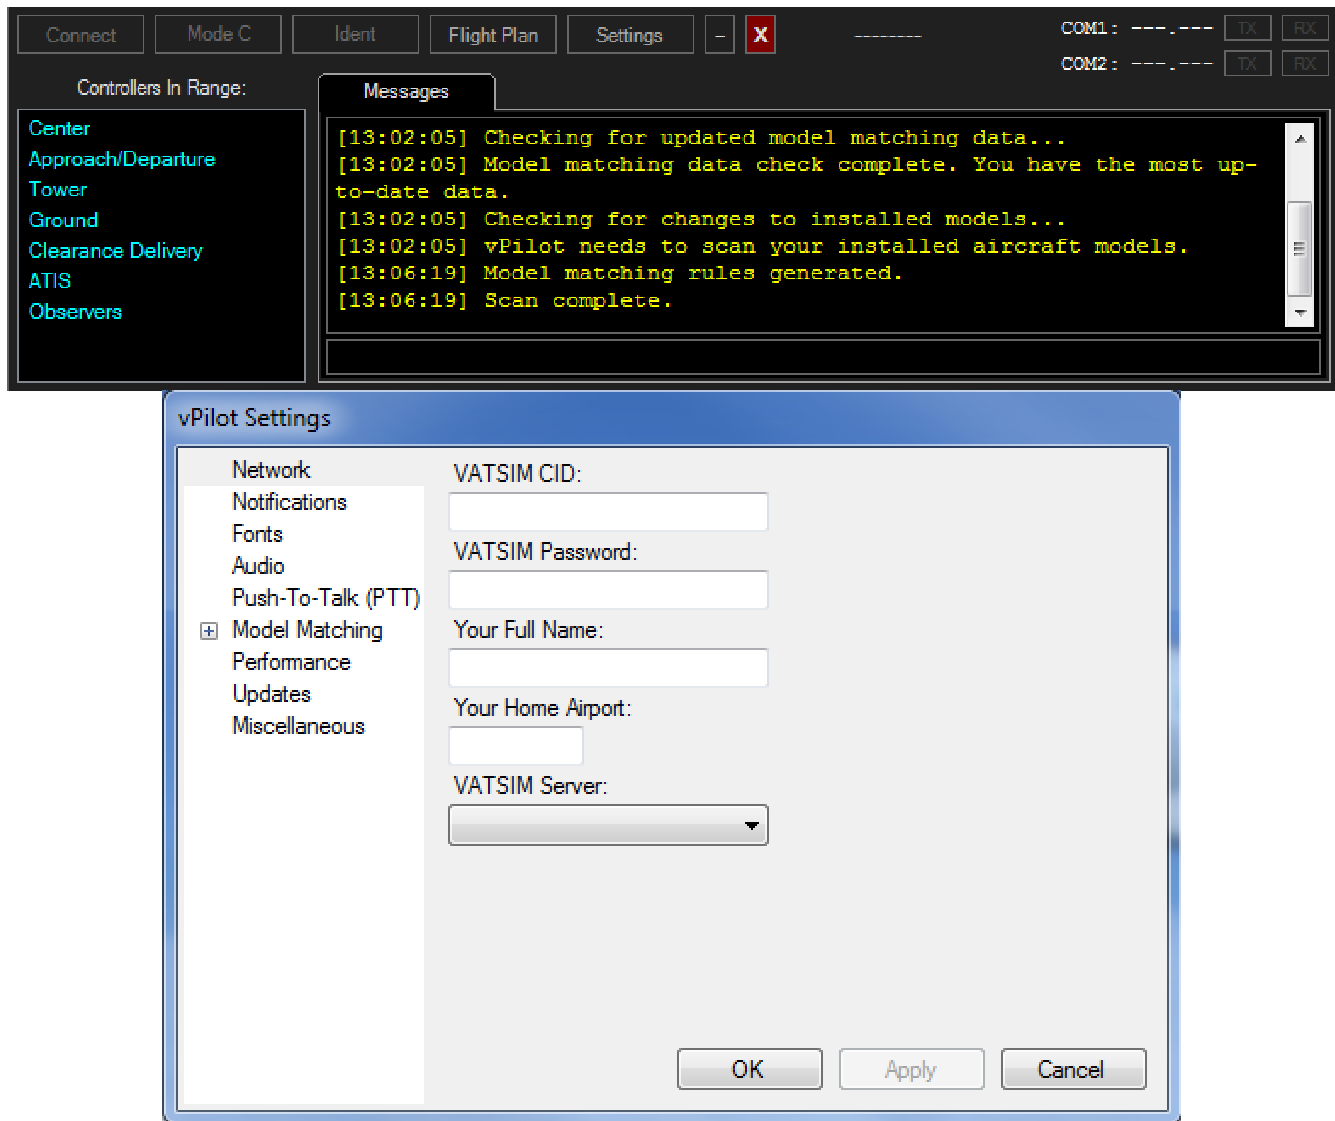 Connect Mode C Ident Flight Plan Settings - X -------- COM1: ---.--- TX RX
COM2: ---.--- TX RX
Controllers In Range:
Messages
Center
Approach/Departure
Tower
Ground
Clearance Delivery
ATIS
Observers
[13:02:05] Checking for updated model matching data...
[13:02:05] Model matching data check complete. You have the most up-
to-date data.
[13:02:05] Checking for changes to installed models...
[13:02:05] vPilot needs to scan your installed aircraft models.
[13:06:19] Model matching rules generated.
[13:06:19] Scan complete.
vPilot Settings
Network
Notifications
Fonts
Audio
Push-To-Talk (PTT)
Model Matching
Performance
Updates
Miscellaneous
VATSIM CID:
VATSIM Password:
Your Full Name:
Your Home Airport:
VATSIM Server:
OK Apply Cancel